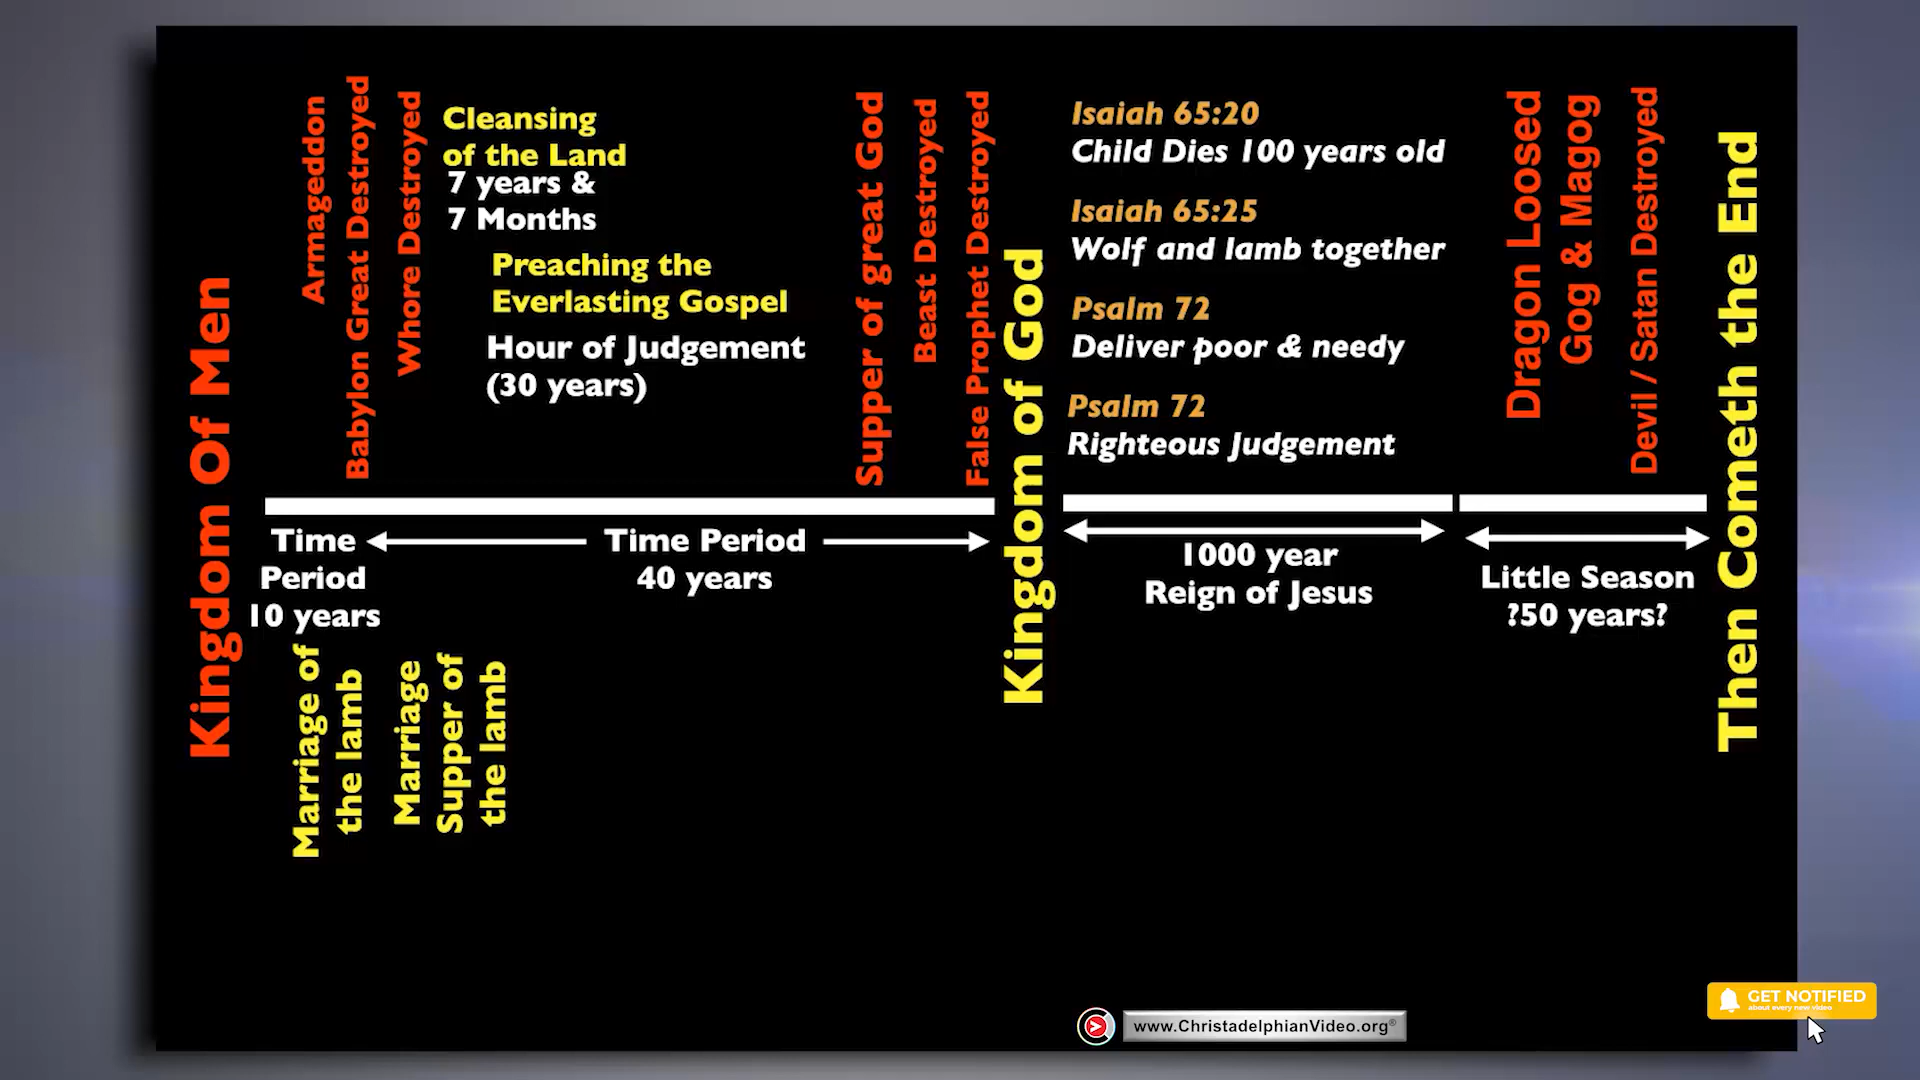 Kingdom Of Men
Armageddon
Babylon Great Destroyed
Whore Destroyed
Cleansing
of the Land
7 years &
7 Months
Preaching the
Everlasting Gospel
Hour of Judgement
(30 years)
Supper of great God
Beast Destroyed
False Prophet Destroyed
Time
Period
10 years
Time Period
40 years
Marriage of
the lamb
Marriage
Supper of
the lamb
Kingdom of God
Isaiah 65:20
Child Dies 100 years old
Isaiah 65:25
Wolf and lamb together
Psalm 72
Deliver poor & needy
Psalm 72
Righteous Judgement
1000 year
Reign of Jesus
Dragon Loosed
Gog & Magog
Devil / Satan Destroyed
Little Season
?50 years?
Then Cometh the End
GET NOTIFIED
about every new video
www.ChristadelphianVideo.org®